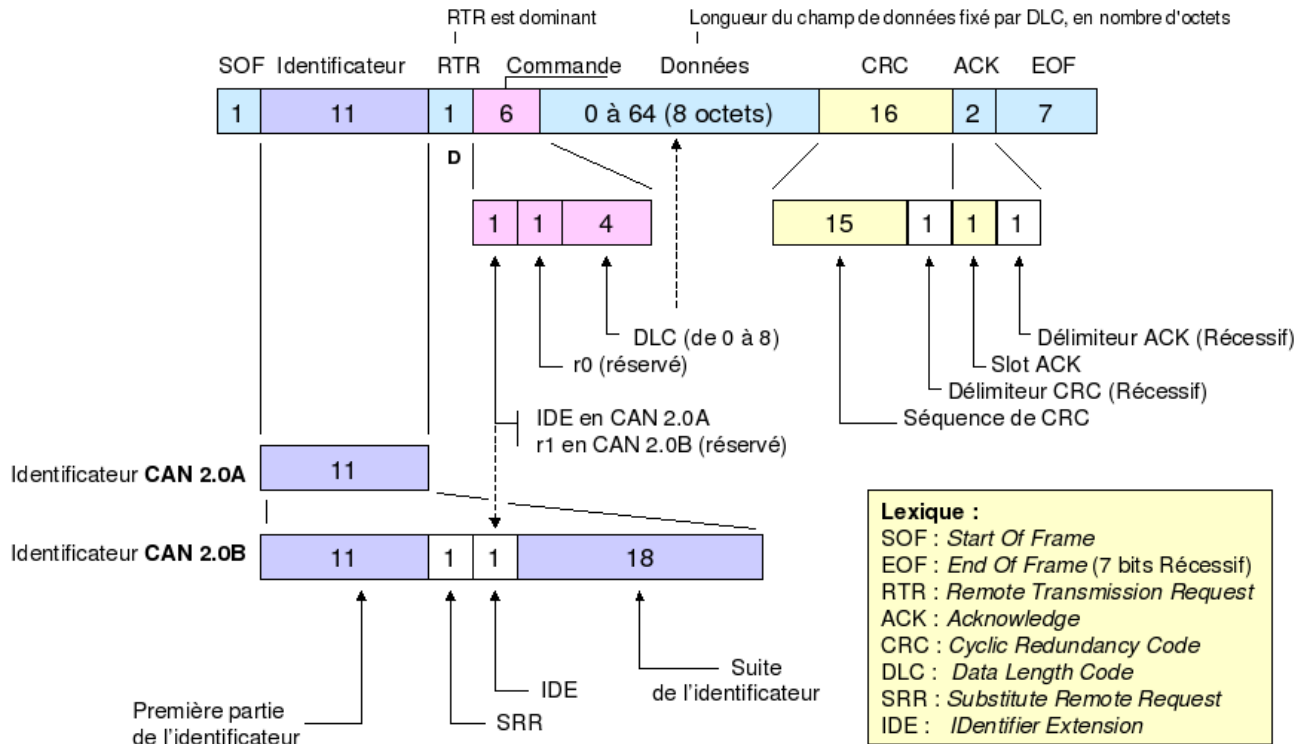 RTR est dominant
Longueur du champ de données fixé par DLC, en nombre d'octets
SOF Identificateur RTR Commande Données CRC ACK EOF
1 11 1 6 0 à 64 (8 octets) 16 2 7
D
1 1 4
15 1 1 1
DLC (de 0 à 8)
r0 (réservé)
IDE en CAN 2.0A
r1 en CAN 2.0B (réservé)
Délimiteur ACK (Récessif)
Slot ACK
Délimiteur CRC (Récessif)
Séquence de CRC
Identificateur CAN 2.0A
11
Identificateur CAN 2.0B
11 1 1 18
Première partie
de l'identificateur
SRR
IDE
Suite
de l'identificateur
Lexique :
SOF : Start Of Frame
EOF : End Of Frame (7 bits Récessif)
RTR : Remote Transmission Request
ACK : Acknowledge
CRC : Cyclic Redundancy Code
DLC : Data Length Code
SRR : Substitute Remote Request
IDE : IDentifier Extension